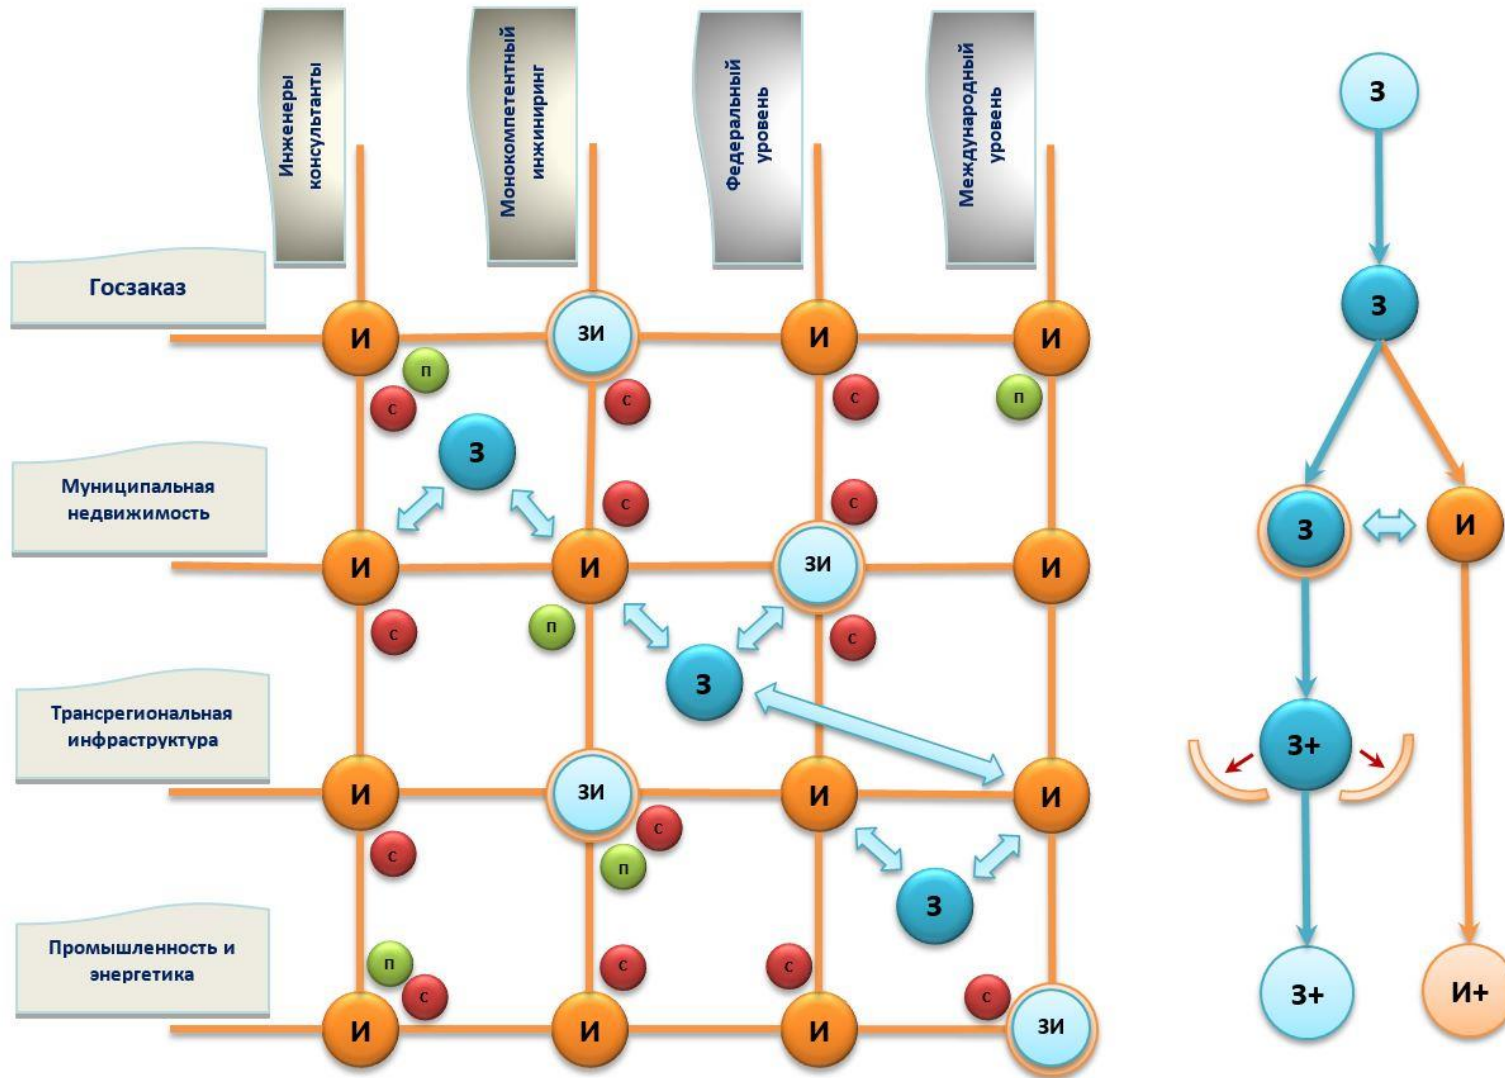 Инженеры
консультанты
Монокомпетентный
инжиниринг
Федеральный
уровень
Международный
уровень
З
Госзаказ
З
И
ЗИ
И
И
П
С
С
С
П
З
Муниципальная
недвижимость
С
С
З
И
И
И
ЗИ
И
С
П
С
З
Трансрегиональная
инфраструктура
З+
И
ЗИ
И
И
С
С
П
З
Промышленность и
энергетика
П
С
С
С
С
З+
И+
И
И
И
ЗИ